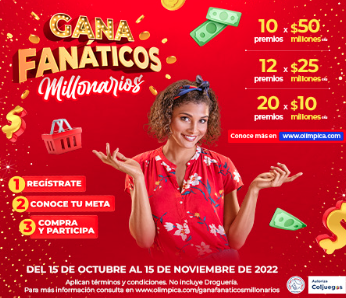 GANA
FANÁTICOS
Millonarios
10 premios x $50 millones
12 premios x $25 millones
20 premios x $10 millones
Conoce más en www.olimpica.com
1 REGÍSTRATE
2 CONOCE TU META
3 COMPRA
Y PARTICIPA
DEL 15 DE OCTUBRE AL 15 DE NOVIEMBRE DE 2022
Aplican términos y condiciones. No incluye Droguería.
Para más información consulta en www.olimpica.com/ganafanaticosmillonarios
Autoriza
Coljuegos